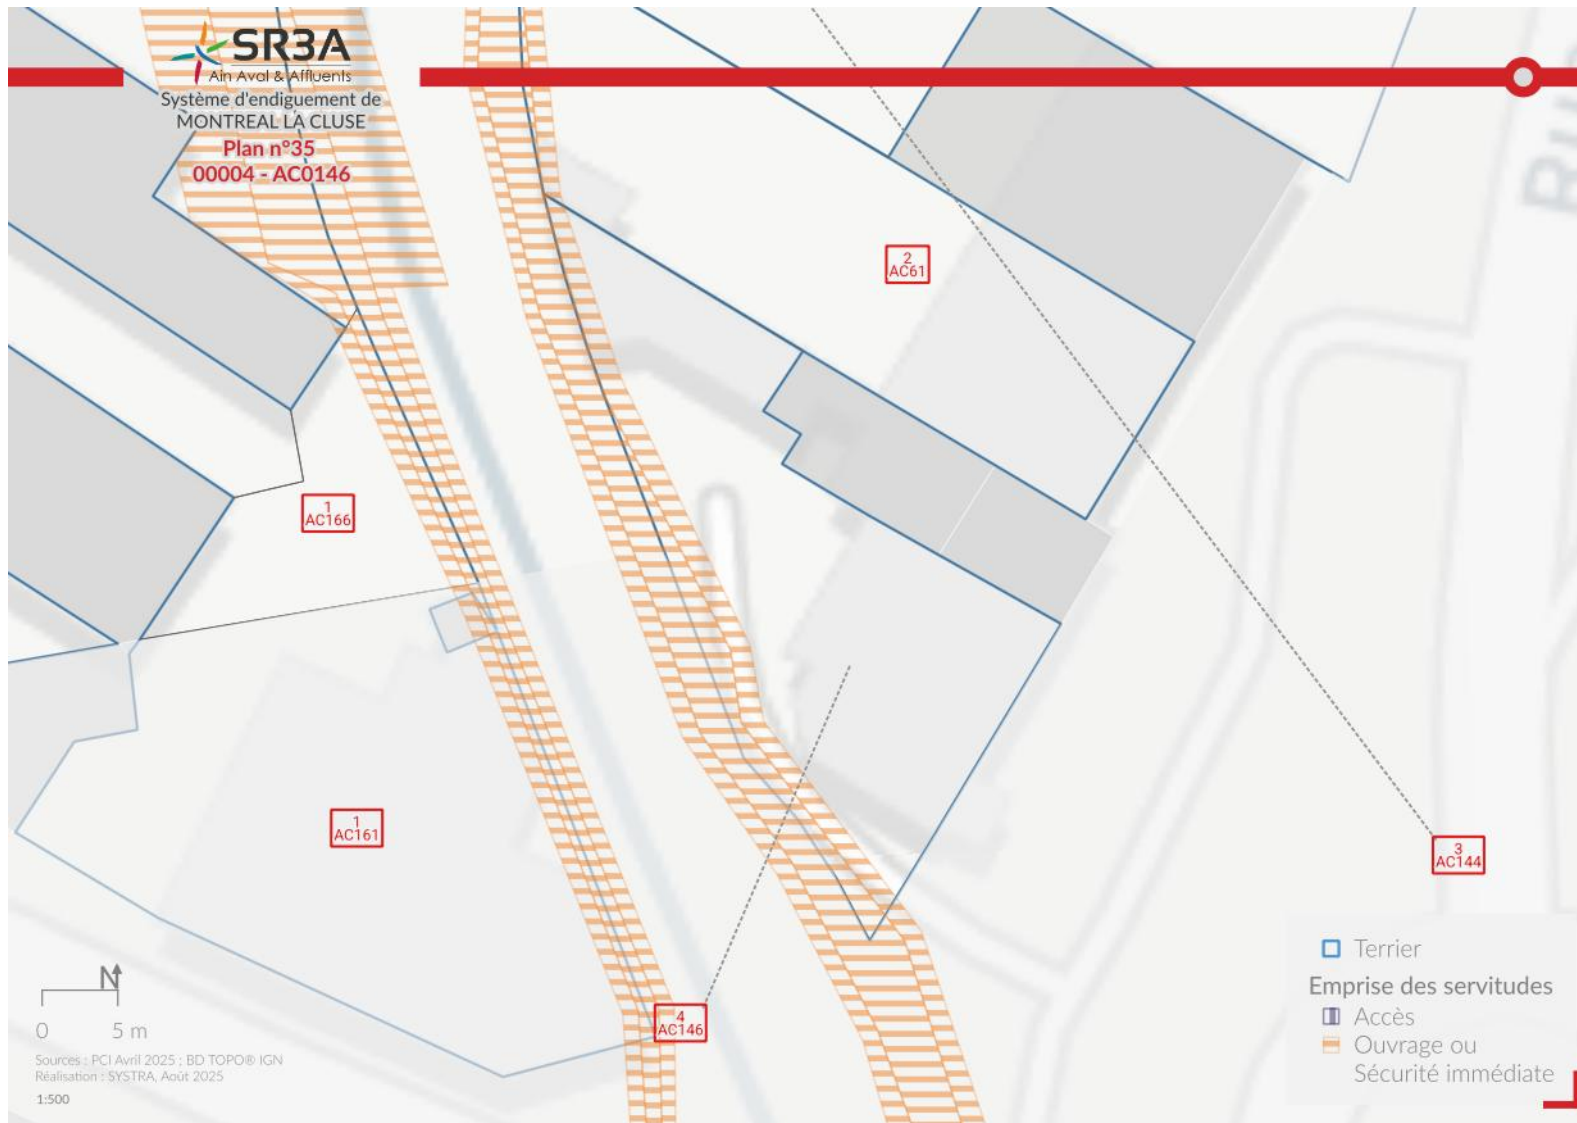 SR3A
Ain Aval & Affluents
Système d'endiguement de
MONTREAL LA CLUSE
Plan n°35
00004 - AC0146
Rue
2
AC61
1
AC166
1
AC161
3
AC144
4
AC146
N
0 5 m
Sources : PCI Avril 2025 ; BD TOPO® IGN
Réalisation : SYSTRA, Août 2025
1:500
Terrier
Emprise des servitudes
Accès
Ouvrage ou
Sécurité immédiate